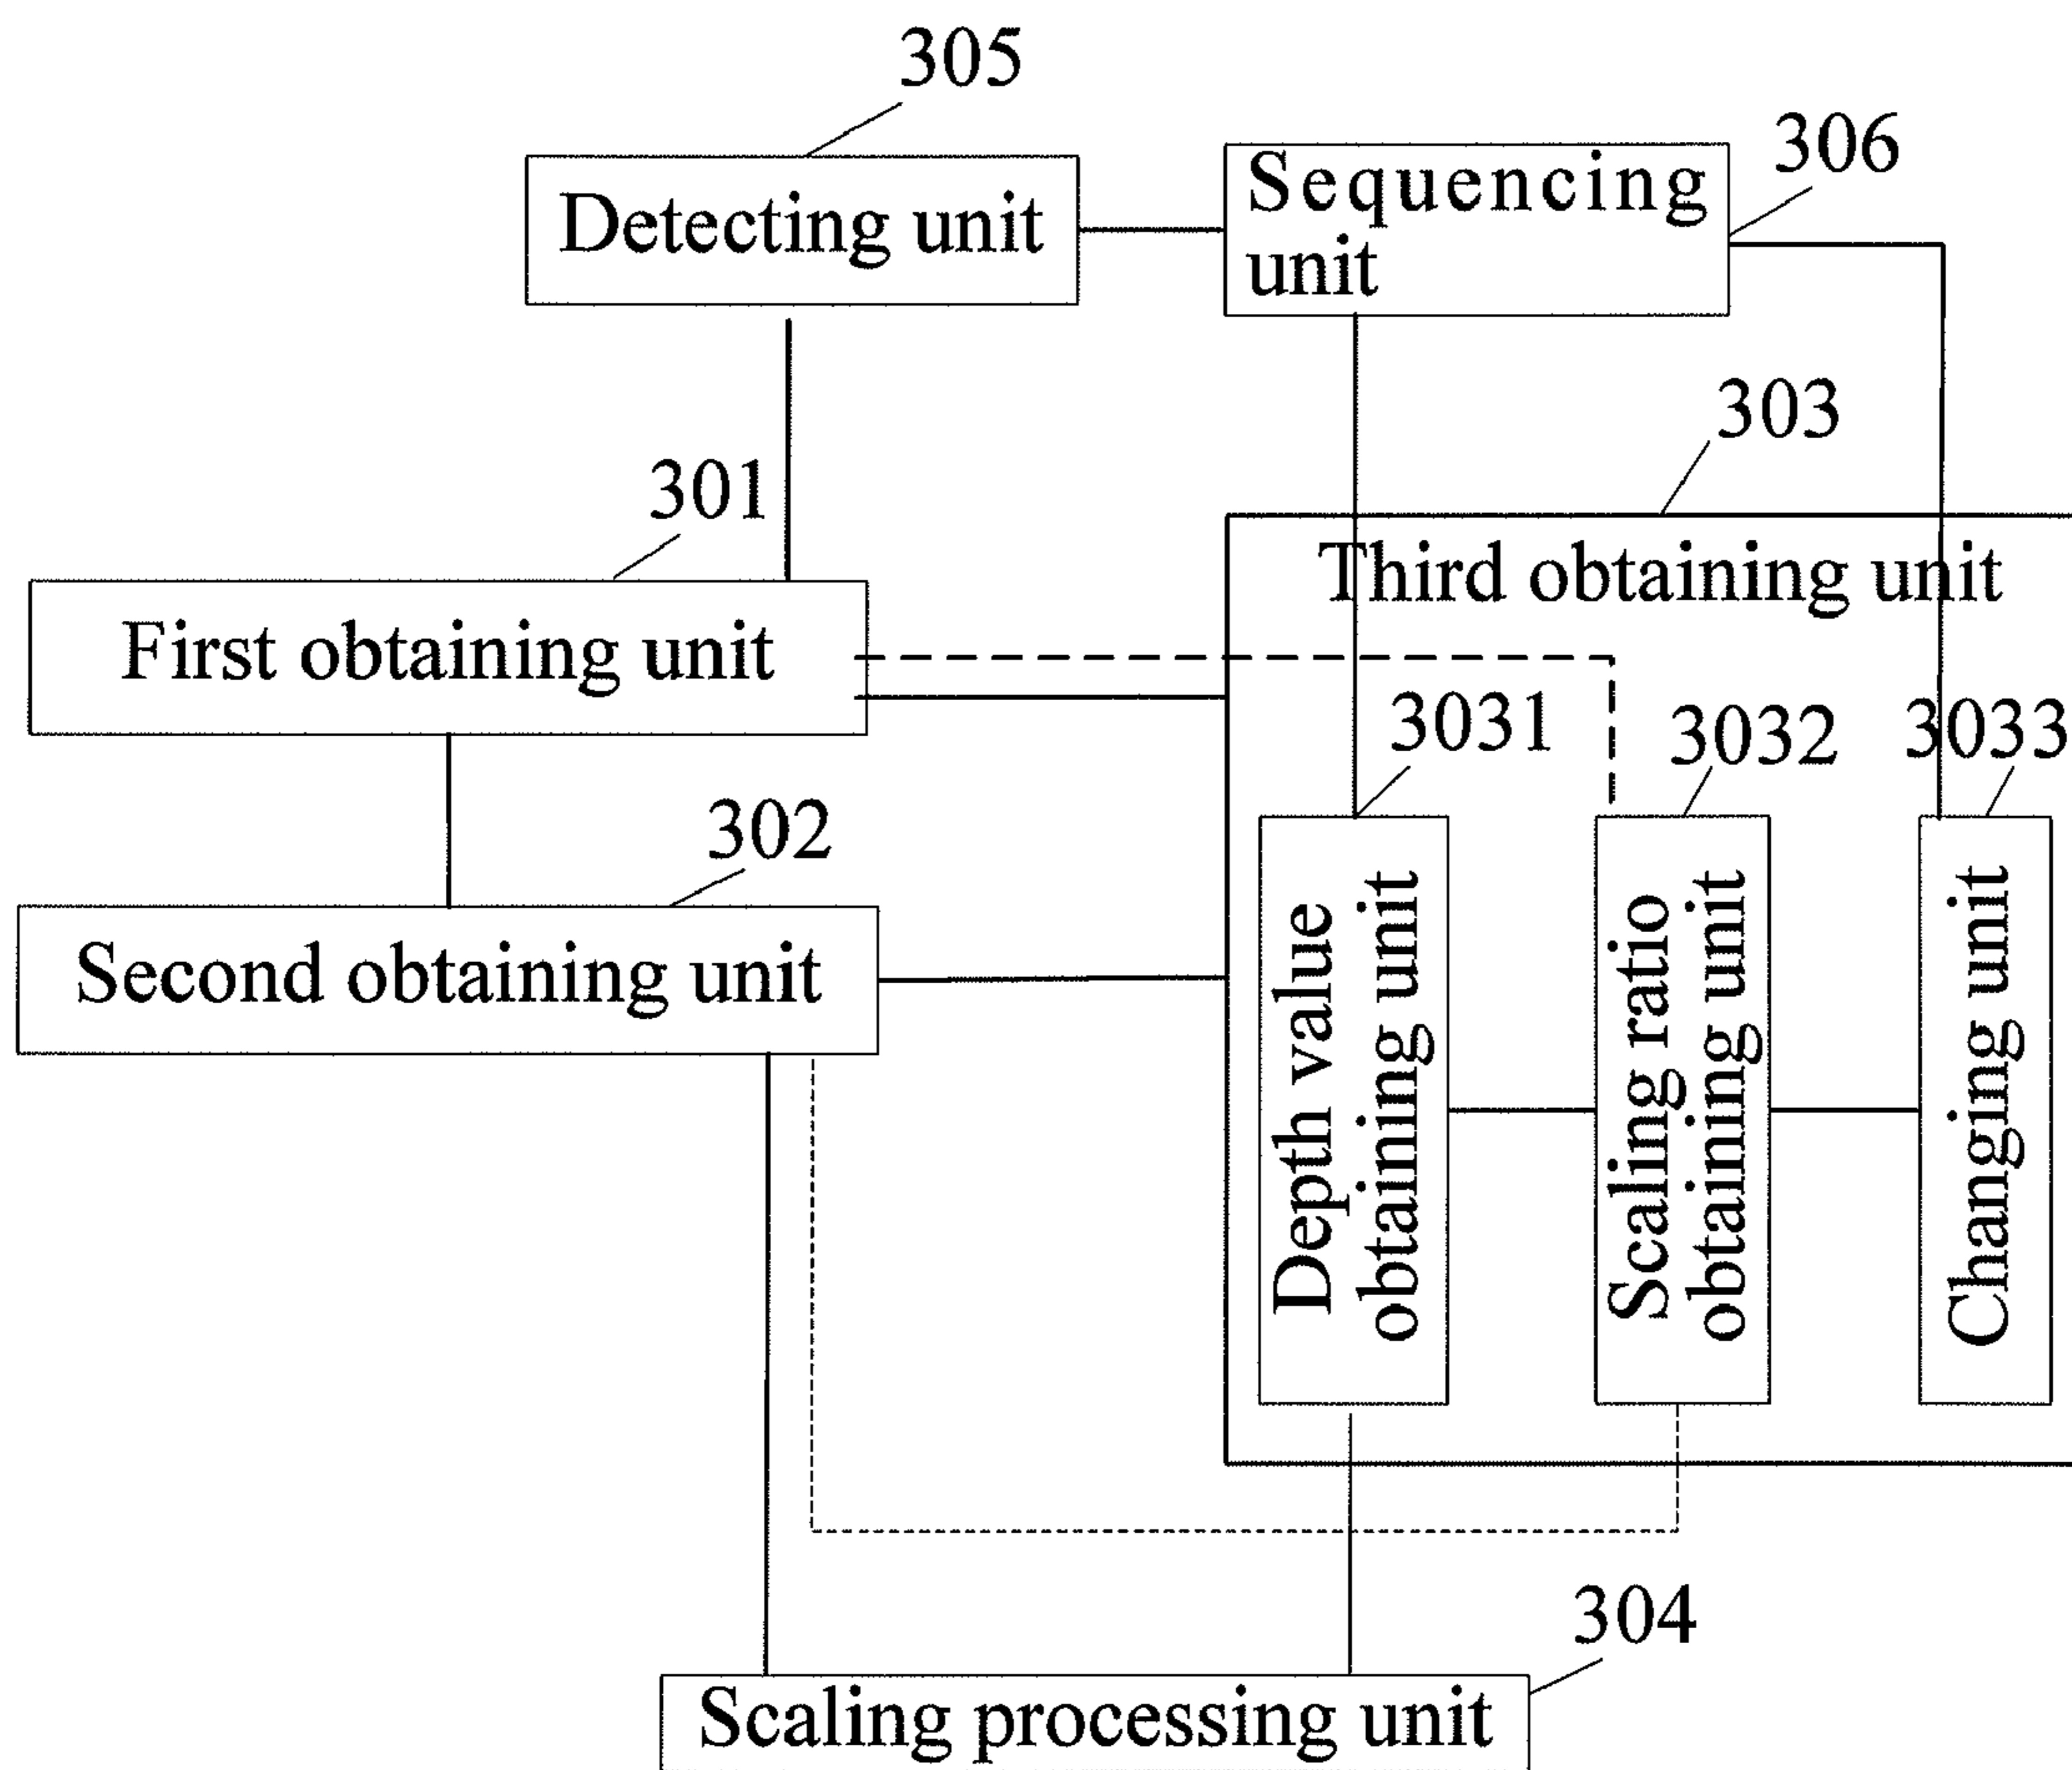 305
306
Detecting unit
Sequencing
unit
303
301
Third obtaining unit
First obtaining unit
3031
3032
3033
302
Second obtaining unit
Depth value
obtaining unit
Scaling ratio
obtaining unit
Changing unit
304
Scaling processing unit